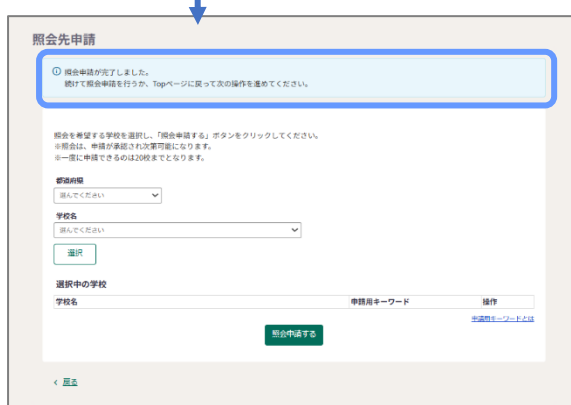 照会先申請
照会申請が完了しました。
続けて照会申請を行うか、Topページに戻って次の操作を進めてください。
照会を希望する学校を選択し、「照会申請する」ボタンをクリックしてください。
※照会は、申請が承認され次第可能になります。
※一度に申請できるのは20校までとなります。
都道府県
選んでください
学校名
選んでください
選択
選択中の学校
学校名 申請用キーワード 操作
申請用キーワードとは
照会申請する
< 戻る